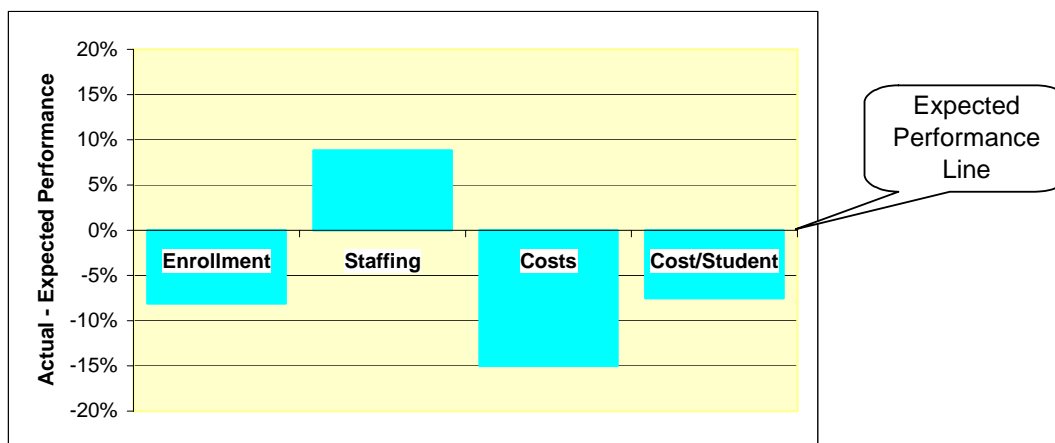 20%
15%
10%
5%
0%
-5%
-10%
-15%
-20%
Actual - Expected Performance
Enrollment
Staffing
Costs
Cost/Student
Expected
Performance
Line